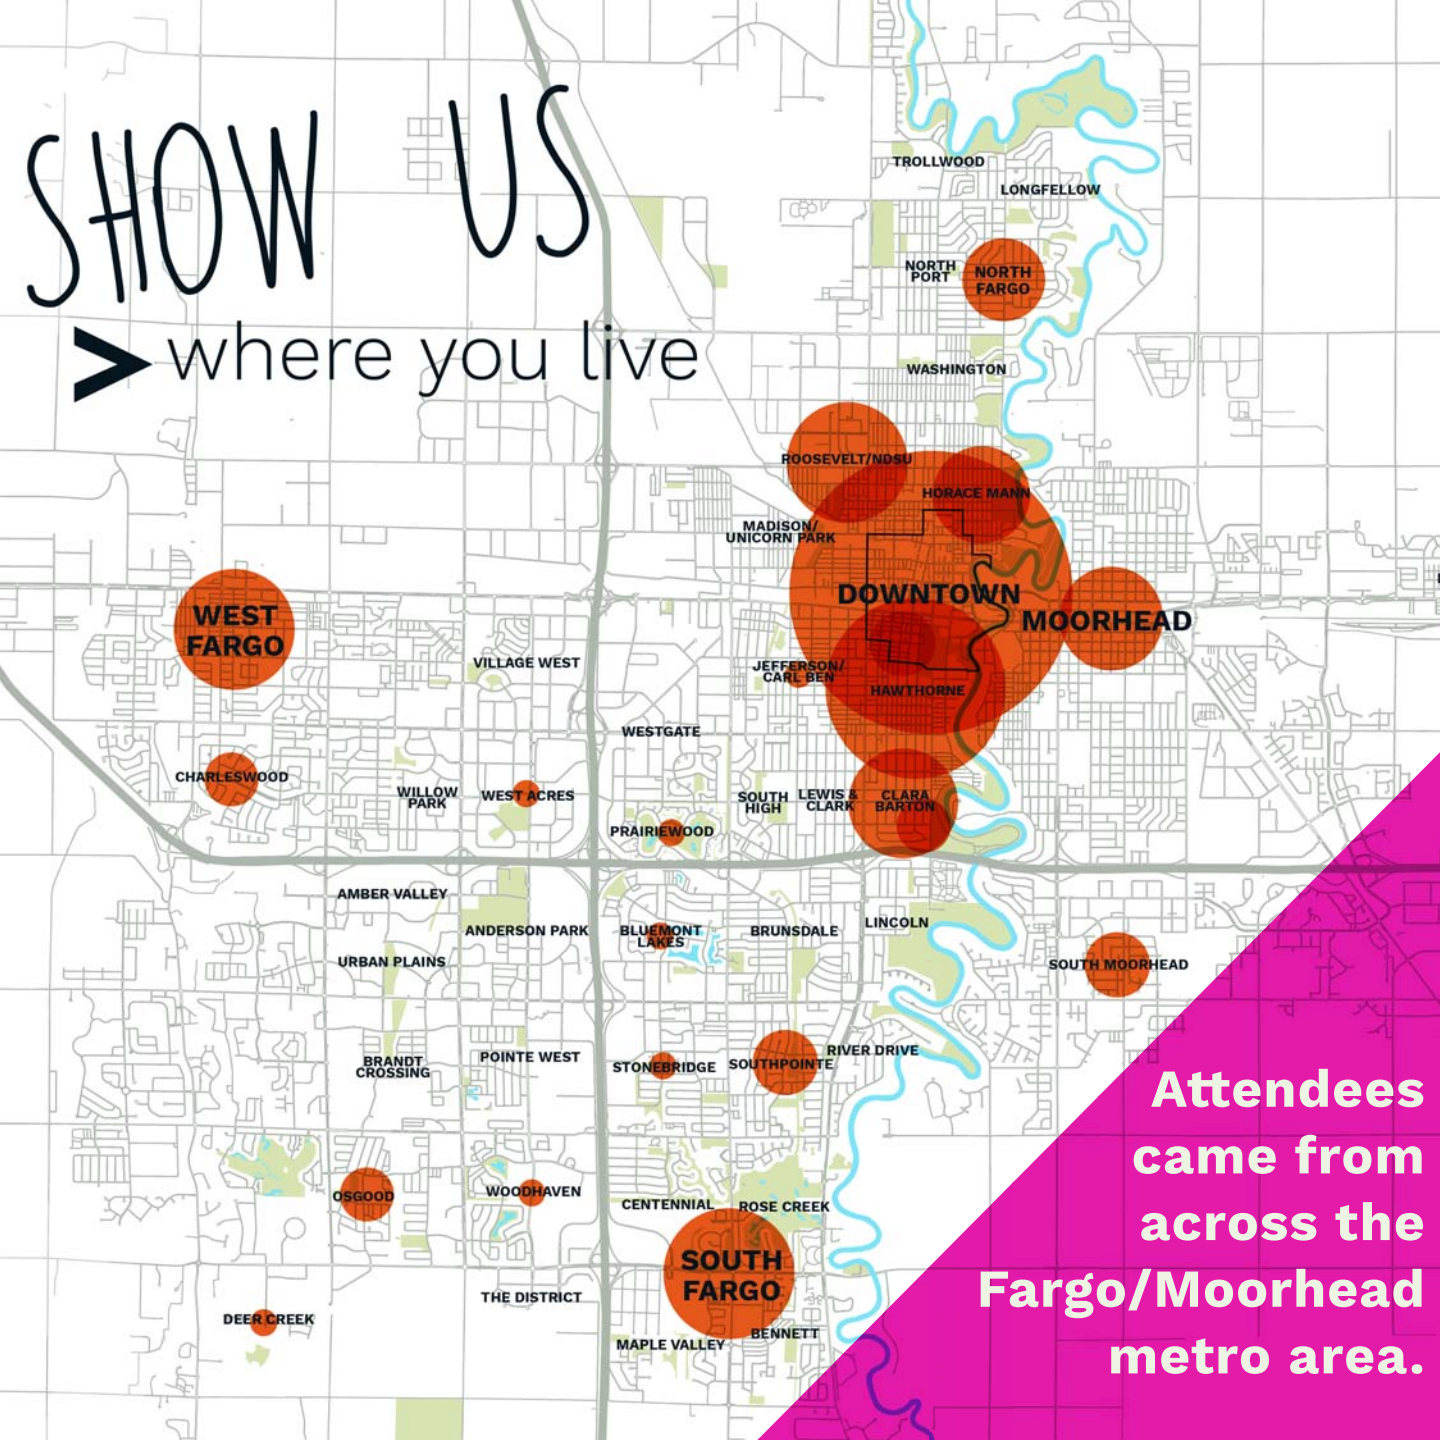 SHOW US
> where you live
TROLLWOOD
LONGFELLOW
NORTH
PORT
NORTH
FARGO
WASHINGTON
ROOSEVELT/NDSU
HORACE MANN
MADISON/
UNICORN PARK
DOWNTOWN
MOORHEAD
WEST
FARGO
VILLAGE WEST
JEFFERSON/
CARL BEN
HAWTHORNE
WESTGATE
CHARLESWOOD
WILLOW
PARK
WEST ACRES
SOUTH
HIGH
LEWIS &
CLARK
CLARA
BARTON
PRAIRIEWOOD
AMBER VALLEY
ANDERSON PARK
BLUEMONT
LAKES
BRUNSDALE
LINCOLN
URBAN PLAINS
SOUTH MOORHEAD
BRANDT
CROSSING
POINTE WEST
STONEBRIDGE
SOUTHPOINTE
RIVER DRIVE
OSGOOD
WOODHAVEN
CENTENNIAL
ROSE CREEK
SOUTH
FARGO
THE DISTRICT
DEER CREEK
MAPLE VALLEY
BENNETT
Attendees
came from
across the
Fargo/Moorhead
metro area.